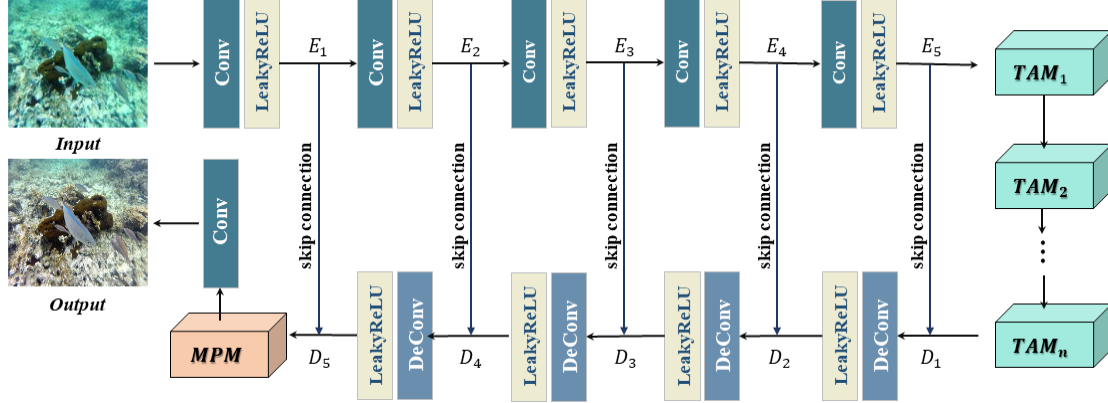 Conv
LeakyReLU
E₁
Conv
LeakyReLU
E₂
Conv
LeakyReLU
E₃
Conv
LeakyReLU
E₄
Conv
LeakyReLU
E₅
TAM₁
Input
skip connection
skip connection
skip connection
skip connection
skip connection
TAM₂
⋮
Conv
Output
MPM
D₅
LeakyReLU
DeConv
D₄
LeakyReLU
DeConv
D₃
LeakyReLU
DeConv
D₂
LeakyReLU
DeConv
D₁
TAMₙ